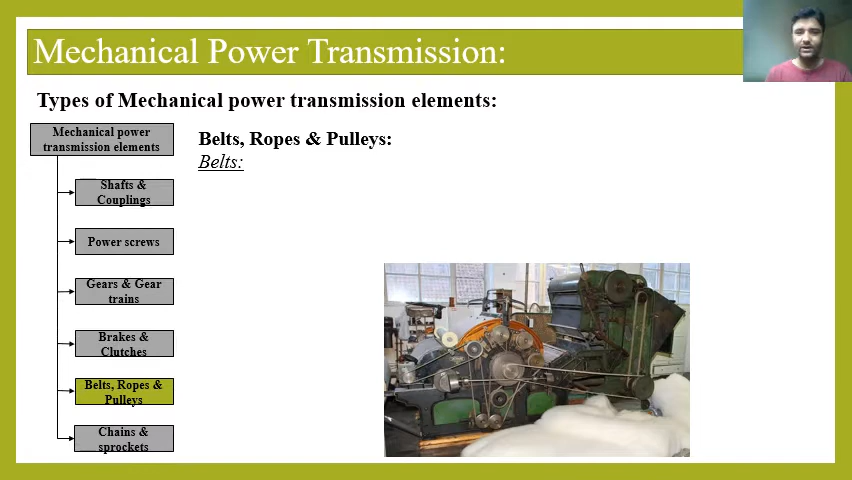 Mechanical Power Transmission:
Types of Mechanical power transmission elements:
Mechanical power
transmission elements
Shafts &
Couplings
Power screws
Gears & Gear
trains
Brakes &
Clutches
Belts, Ropes &
Pulleys
Chains &
sprockets
Belts, Ropes & Pulleys:
Belts: